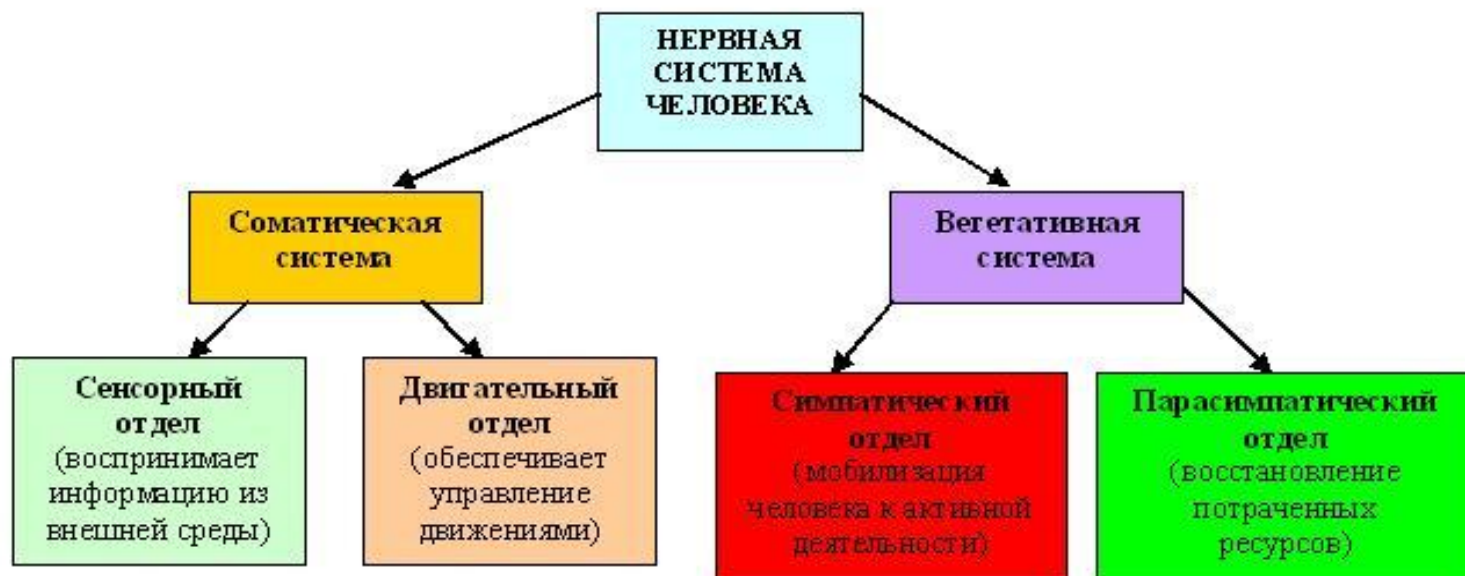 НЕРВНАЯ
СИСТЕМА
ЧЕЛОВЕКА
Соматическая
система
Вегетативная
система
Сенсорный
отдел
(воспринимает
информацию из
внешней среды)
Двигательный
отдел
(обеспечивает
управление
движениями)
Симпатический
отдел
(мобилизация
человека к активной
деятельности)
Парасимпатический
отдел
(восстановление
потраченных
ресурсов)